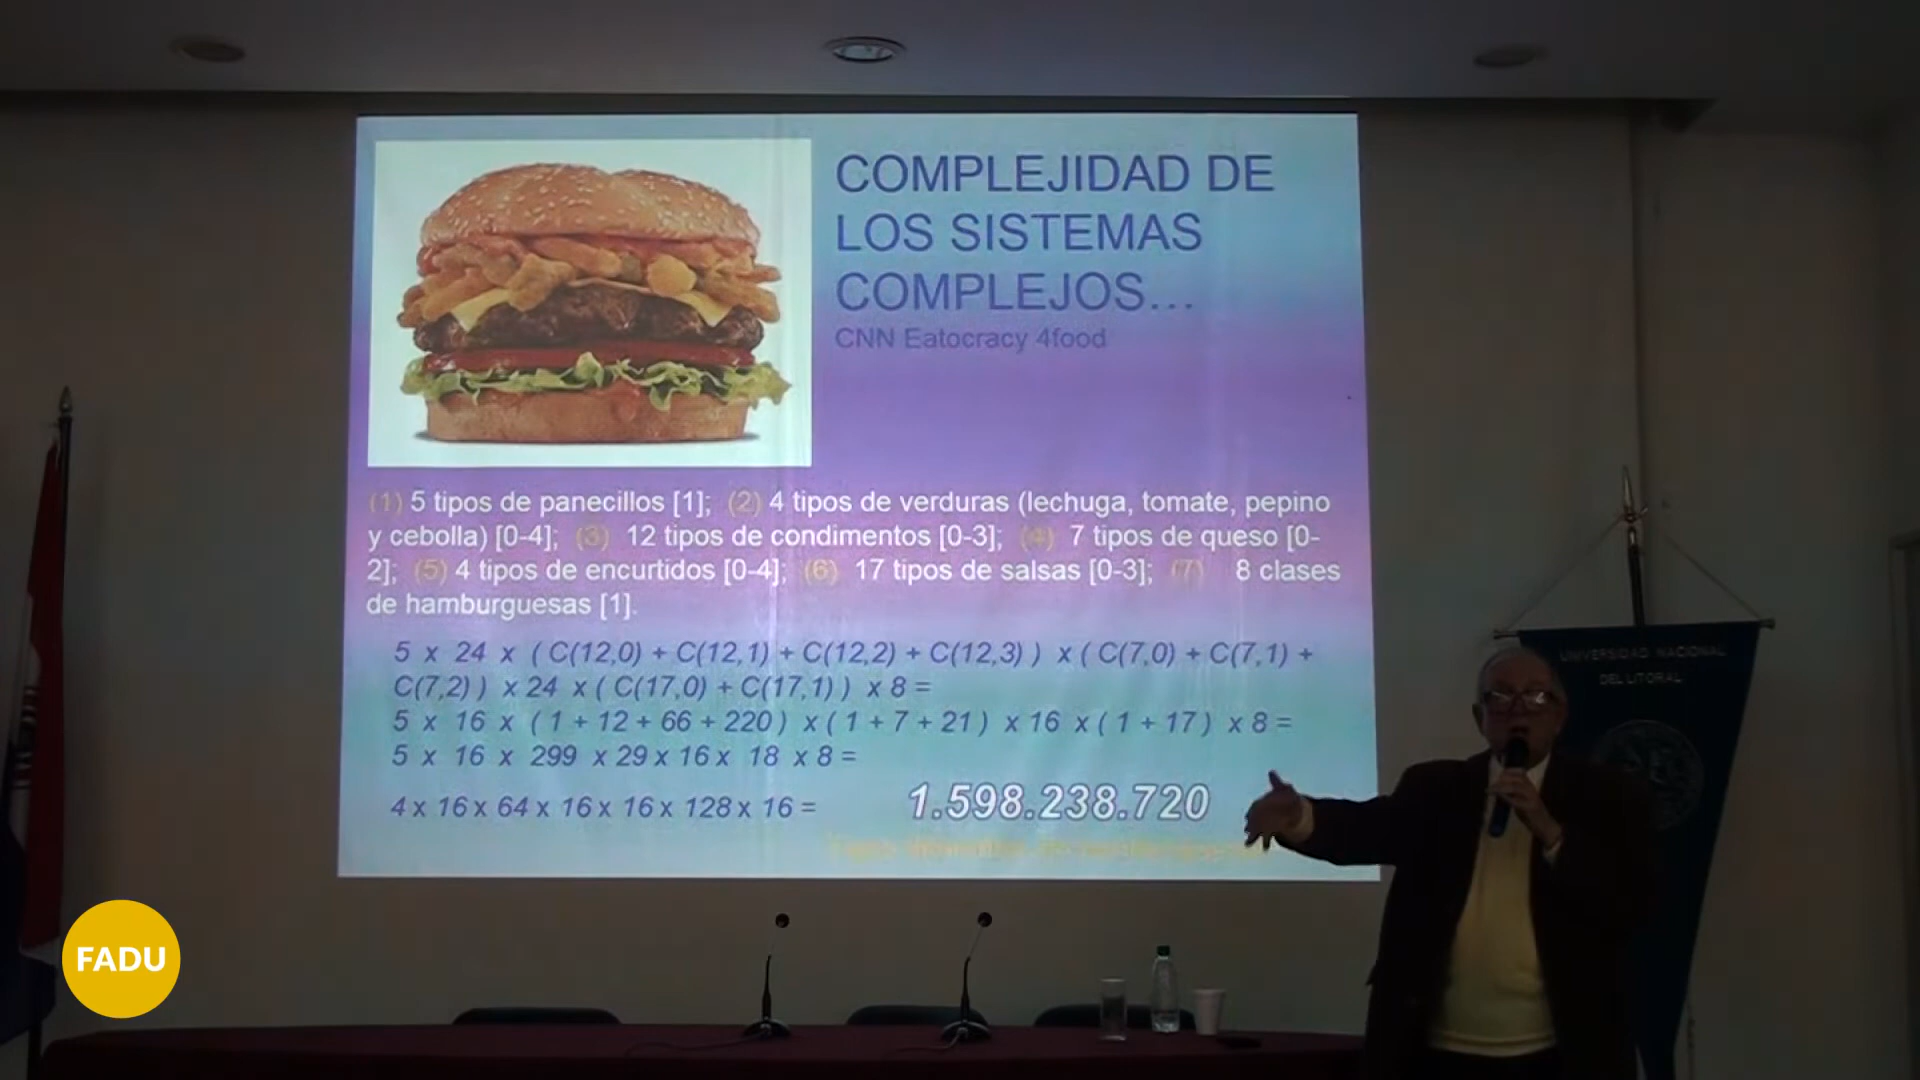 COMPLEJIDAD DE
LOS SISTEMAS
COMPLEJOS...
CNN Eatocracy 4food
(1) 5 tipos de panecillos [1]; (2) 4 tipos de verduras (lechuga, tomate, pepino
y cebolla) [0-4]; (3) 12 tipos de condimentos [0-3]; (4) 7 tipos de queso [0-
2]; (5) 4 tipos de encurtidos [0-4]; (6) 17 tipos de salsas [0-3]; (7) 8 clases
de hamburguesas [1].
5 x 24 x ( C(12,0) + C(12,1) + C(12,2) + C(12,3) ) x ( C(7,0) + C(7,1) +
C(7,2) ) x 24 x ( C(17,0) + C(17,1) ) x 8 =
5 x 16 x ( 1 + 12 + 66 + 220 ) x ( 1 + 7 + 21 ) x 16 x ( 1 + 17 ) x 8 =
5 x 16 x 299 x 29 x 16 x 18 x 8 =
4 x 16 x 64 x 16 x 16 x 128 x 16 =
1.598.238.720
UNIVERSIDAD NACIONAL
DEL LITORAL
FADU